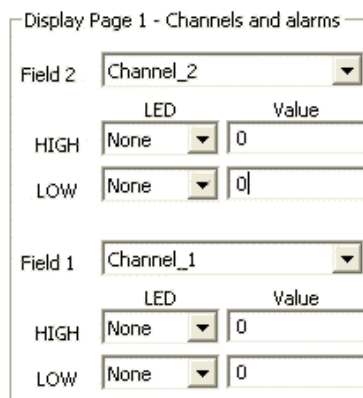 Display Page 1 - Channels and alarms
Field 2 Channel_2
LED Value
HIGH None 0
LOW None 0
Field 1 Channel_1
LED Value
HIGH None 0
LOW None 0